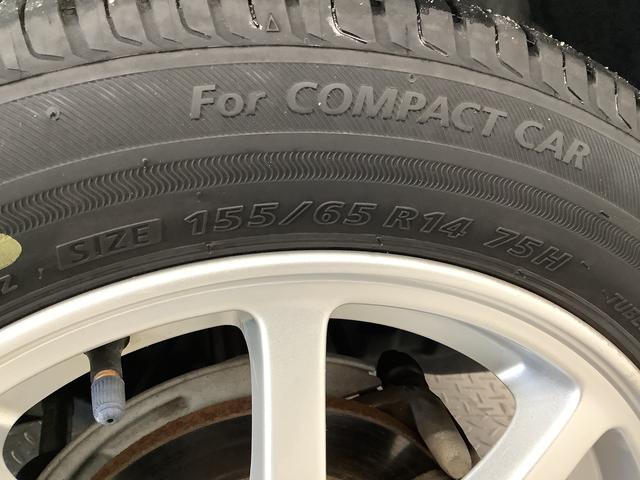 For COMPACT CAR
SIZE 155/65 R14 75H